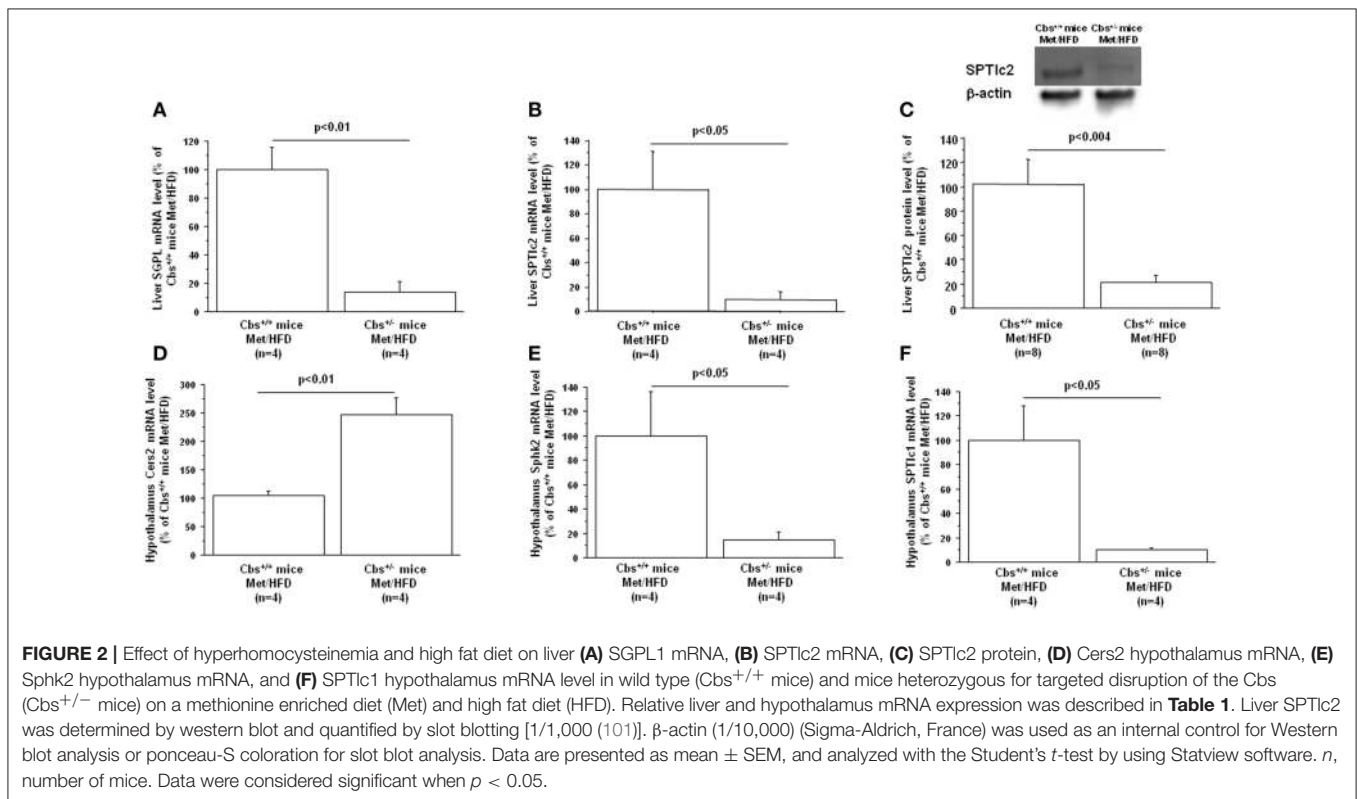 Cbs+/+ mice Cbs+/- mice
Met/HFD Met/HFD
SPTlc2
β-actin
A
p<0.01
Liver SGPL mRNA level (% of
Cbs+/+ mice Met/HFD)
120
100
80
60
40
20
0
Cbs+/+ mice
Met/HFD
(n=4)
Cbs+/- mice
Met/HFD
(n=4)
B
p<0.05
Liver SPTlc2 mRNA level (% of
Cbs+/+ mice Met/HFD)
140
120
100
80
60
40
20
0
Cbs+/+ mice
Met/HFD
(n=4)
Cbs+/- mice
Met/HFD
(n=4)
C
p<0.004
Liver SPTlc2 protein level (% of
Cbs+/+ mice Met/HFD)
140
120
100
80
60
40
20
0
Cbs+/+ mice
Met/HFD
(n=8)
Cbs+/- mice
Met/HFD
(n=8)
D
p<0.01
Hypothalamus Cers2 mRNA level
(% of Cbs+/+ mice Met/HFD)
300
250
200
150
100
50
0
Cbs+/+ mice
Met/HFD
(n=4)
Cbs+/- mice
Met/HFD
(n=4)
E
p<0.05
Hypothalamus Sphk2 mRNA level
(% of Cbs+/+ mice Met/HFD)
140
120
100
80
60
40
20
0
Cbs+/+ mice
Met/HFD
(n=4)
Cbs+/- mice
Met/HFD
(n=4)
F
p<0.05
Hypothalamus SPTlc1 mRNA level
(% of Cbs+/+ mice Met/HFD)
140
120
100
80
60
40
20
0
Cbs+/+ mice
Met/HFD
(n=4)
Cbs+/- mice
Met/HFD
(n=4)
FIGURE 2 | Effect of hyperhomocysteinemia and high fat diet on liver (A) SGPL1 mRNA, (B) SPTlc2 mRNA, (C) SPTlc2 protein, (D) Cers2 hypothalamus mRNA, (E)
Sphk2 hypothalamus mRNA, and (F) SPTlc1 hypothalamus mRNA level in wild type (Cbs+/+ mice) and mice heterozygous for targeted disruption of the Cbs
(Cbs+/− mice) on a methionine enriched diet (Met) and high fat diet (HFD). Relative liver and hypothalamus mRNA expression was described in Table 1. Liver SPTlc2
was determined by western blot and quantified by slot blotting [1/1,000 (101)]. β-actin (1/10,000) (Sigma-Aldrich, France) was used as an internal control for Western
blot analysis or ponceau-S coloration for slot blot analysis. Data are presented as mean ± SEM, and analyzed with the Student's t-test by using Statview software. n,
number of mice. Data were considered significant when p < 0.05.